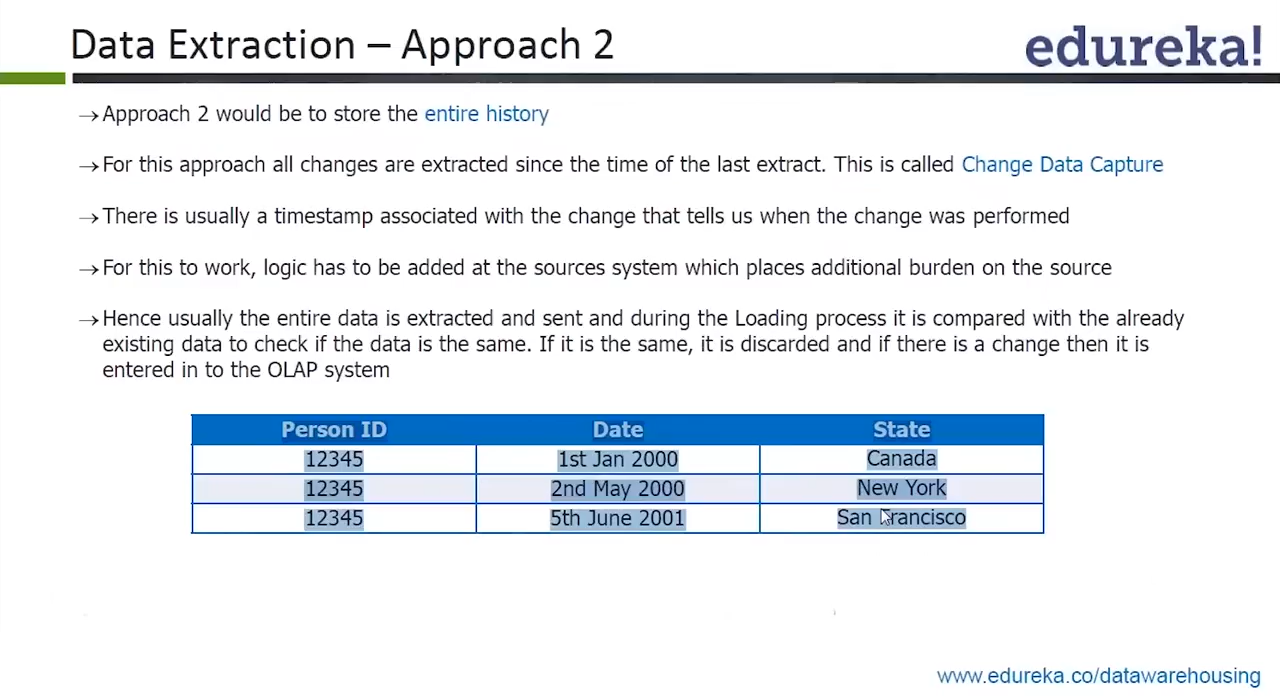 Data Extraction – Approach 2
edureka!
→Approach 2 would be to store the entire history
→For this approach all changes are extracted since the time of the last extract. This is called Change Data Capture
→There is usually a timestamp associated with the change that tells us when the change was performed
→For this to work, logic has to be added at the sources system which places additional burden on the source
→Hence usually the entire data is extracted and sent and during the Loading process it is compared with the already
existing data to check if the data is the same. If it is the same, it is discarded and if there is a change then it is
entered in to the OLAP system
Person ID Date State
12345 1st Jan 2000 Canada
12345 2nd May 2000 New York
12345 5th June 2001 San Francisco
www.edureka.co/datawarehousing